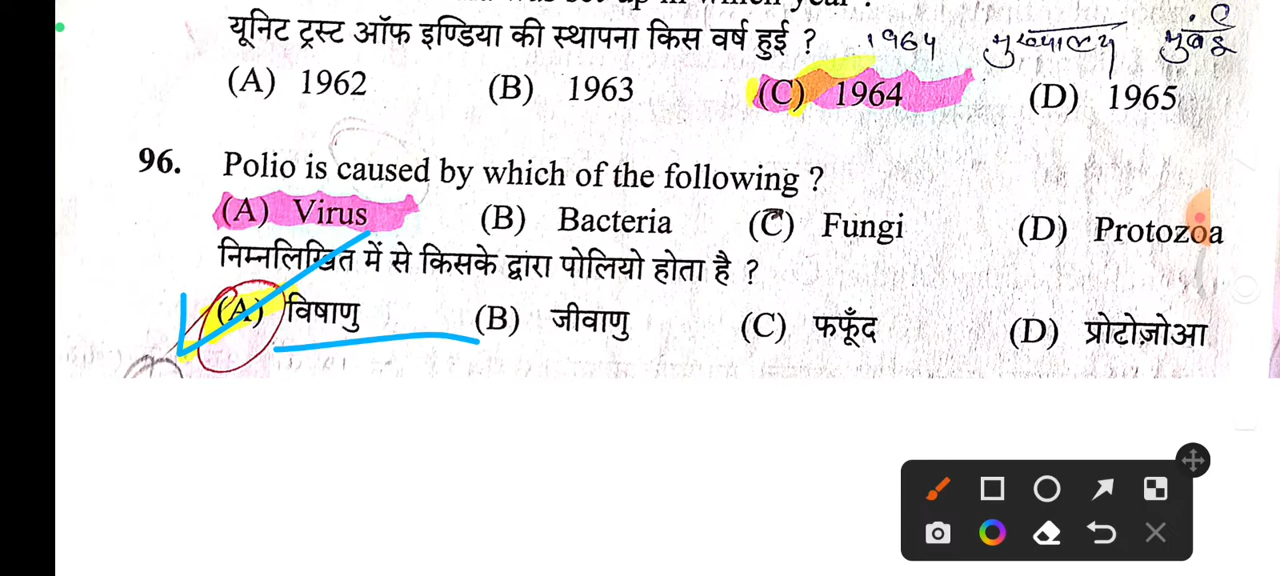 यूनिट ट्रस्ट ऑफ इण्डिया की स्थापना किस वर्ष हुई ? १९64 मुख्यालय मुंबई
(A) 1962 (B) 1963 (C) 1964 (D) 1965
96. Polio is caused by which of the following ?
(A) Virus (B) Bacteria (C) Fungi (D) Protozoa
निम्नलिखित में से किसके द्वारा पोलियो होता है ?
(A) विषाणु (B) जीवाणु (C) फफूँद (D) प्रोटोज़ोआ